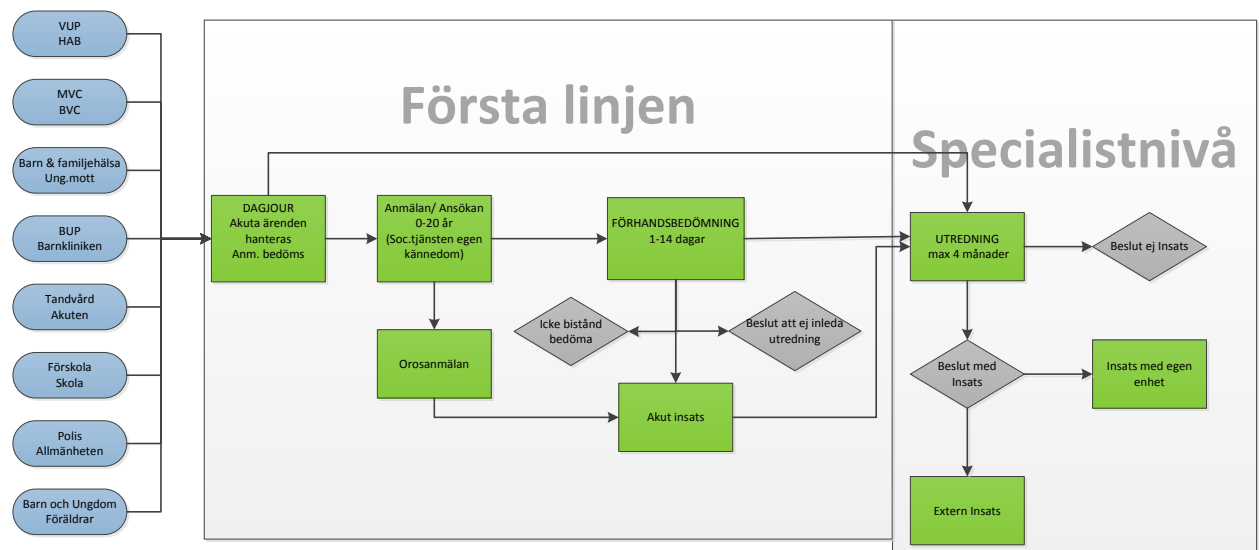 VUP
HAB
MVC
BVC
Barn & familjehälsa
Ung.mott
BUP
Barnkliniken
Tandvård
Akuten
Förskola
Skola
Polis
Allmänheten
Barn och Ungdom
Föräldrar
Första linjen
DAGJOUR
Akuta ärenden
hanteras
Anm. bedöms
Anmälan/ Ansökan
0-20 år
(Soc.tjänsten egen
kännedom)
FÖRHANDSBEDÖMNING
1-14 dagar
Icke bistånd
bedöma
Beslut att ej inleda
utredning
Orosanmälan
Akut insats
Specialistnivå
UTREDNING
max 4 månader
Beslut ej Insats
Beslut med
Insats
Insats med egen
enhet
Extern Insats